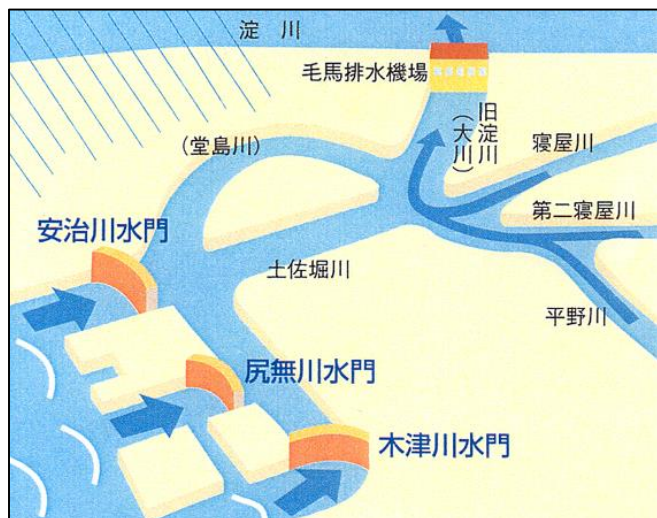 淀川
毛馬排水機場
旧淀川
(大川)
寝屋川
(堂島川)
第二寝屋川
安治川水門
土佐堀川
平野川
尻無川水門
木津川水門